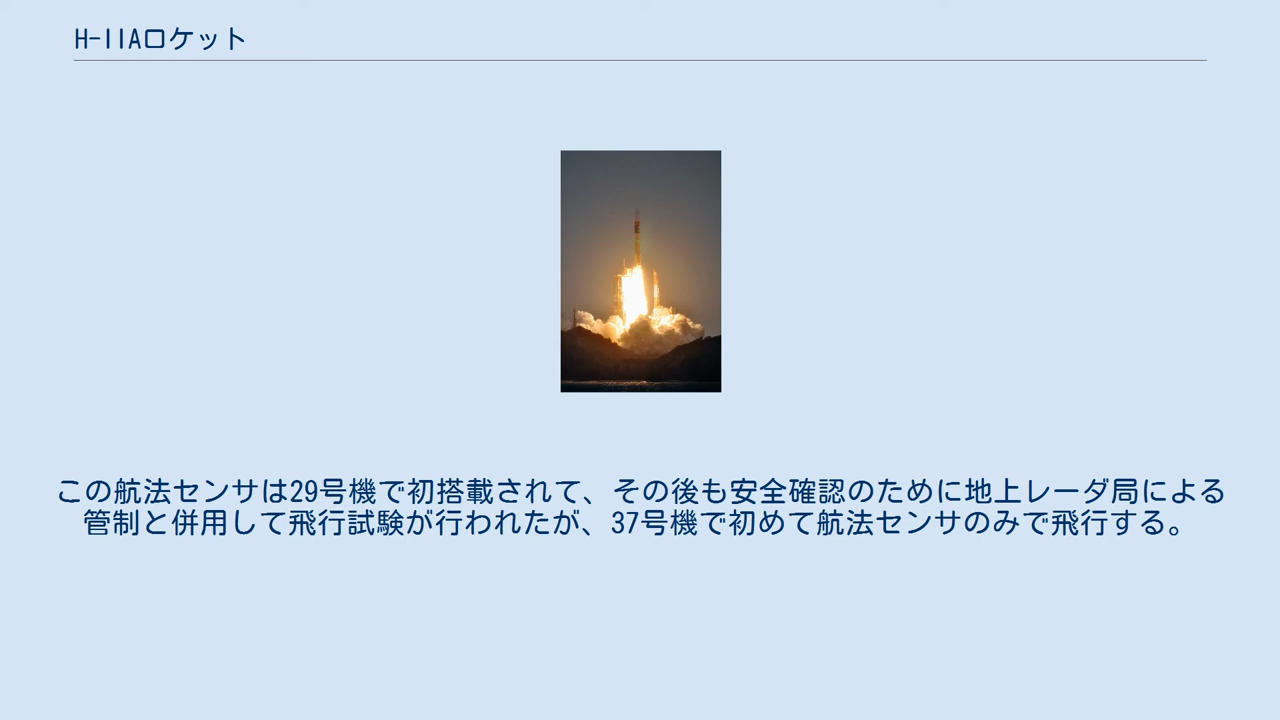 H-IIAロケット
この航法センサは29号機で初搭載されて、その後も安全確認のために地上レーダ局による
管制と併用して飛行試験が行われたが、37号機で初めて航法センサのみで飛行する。